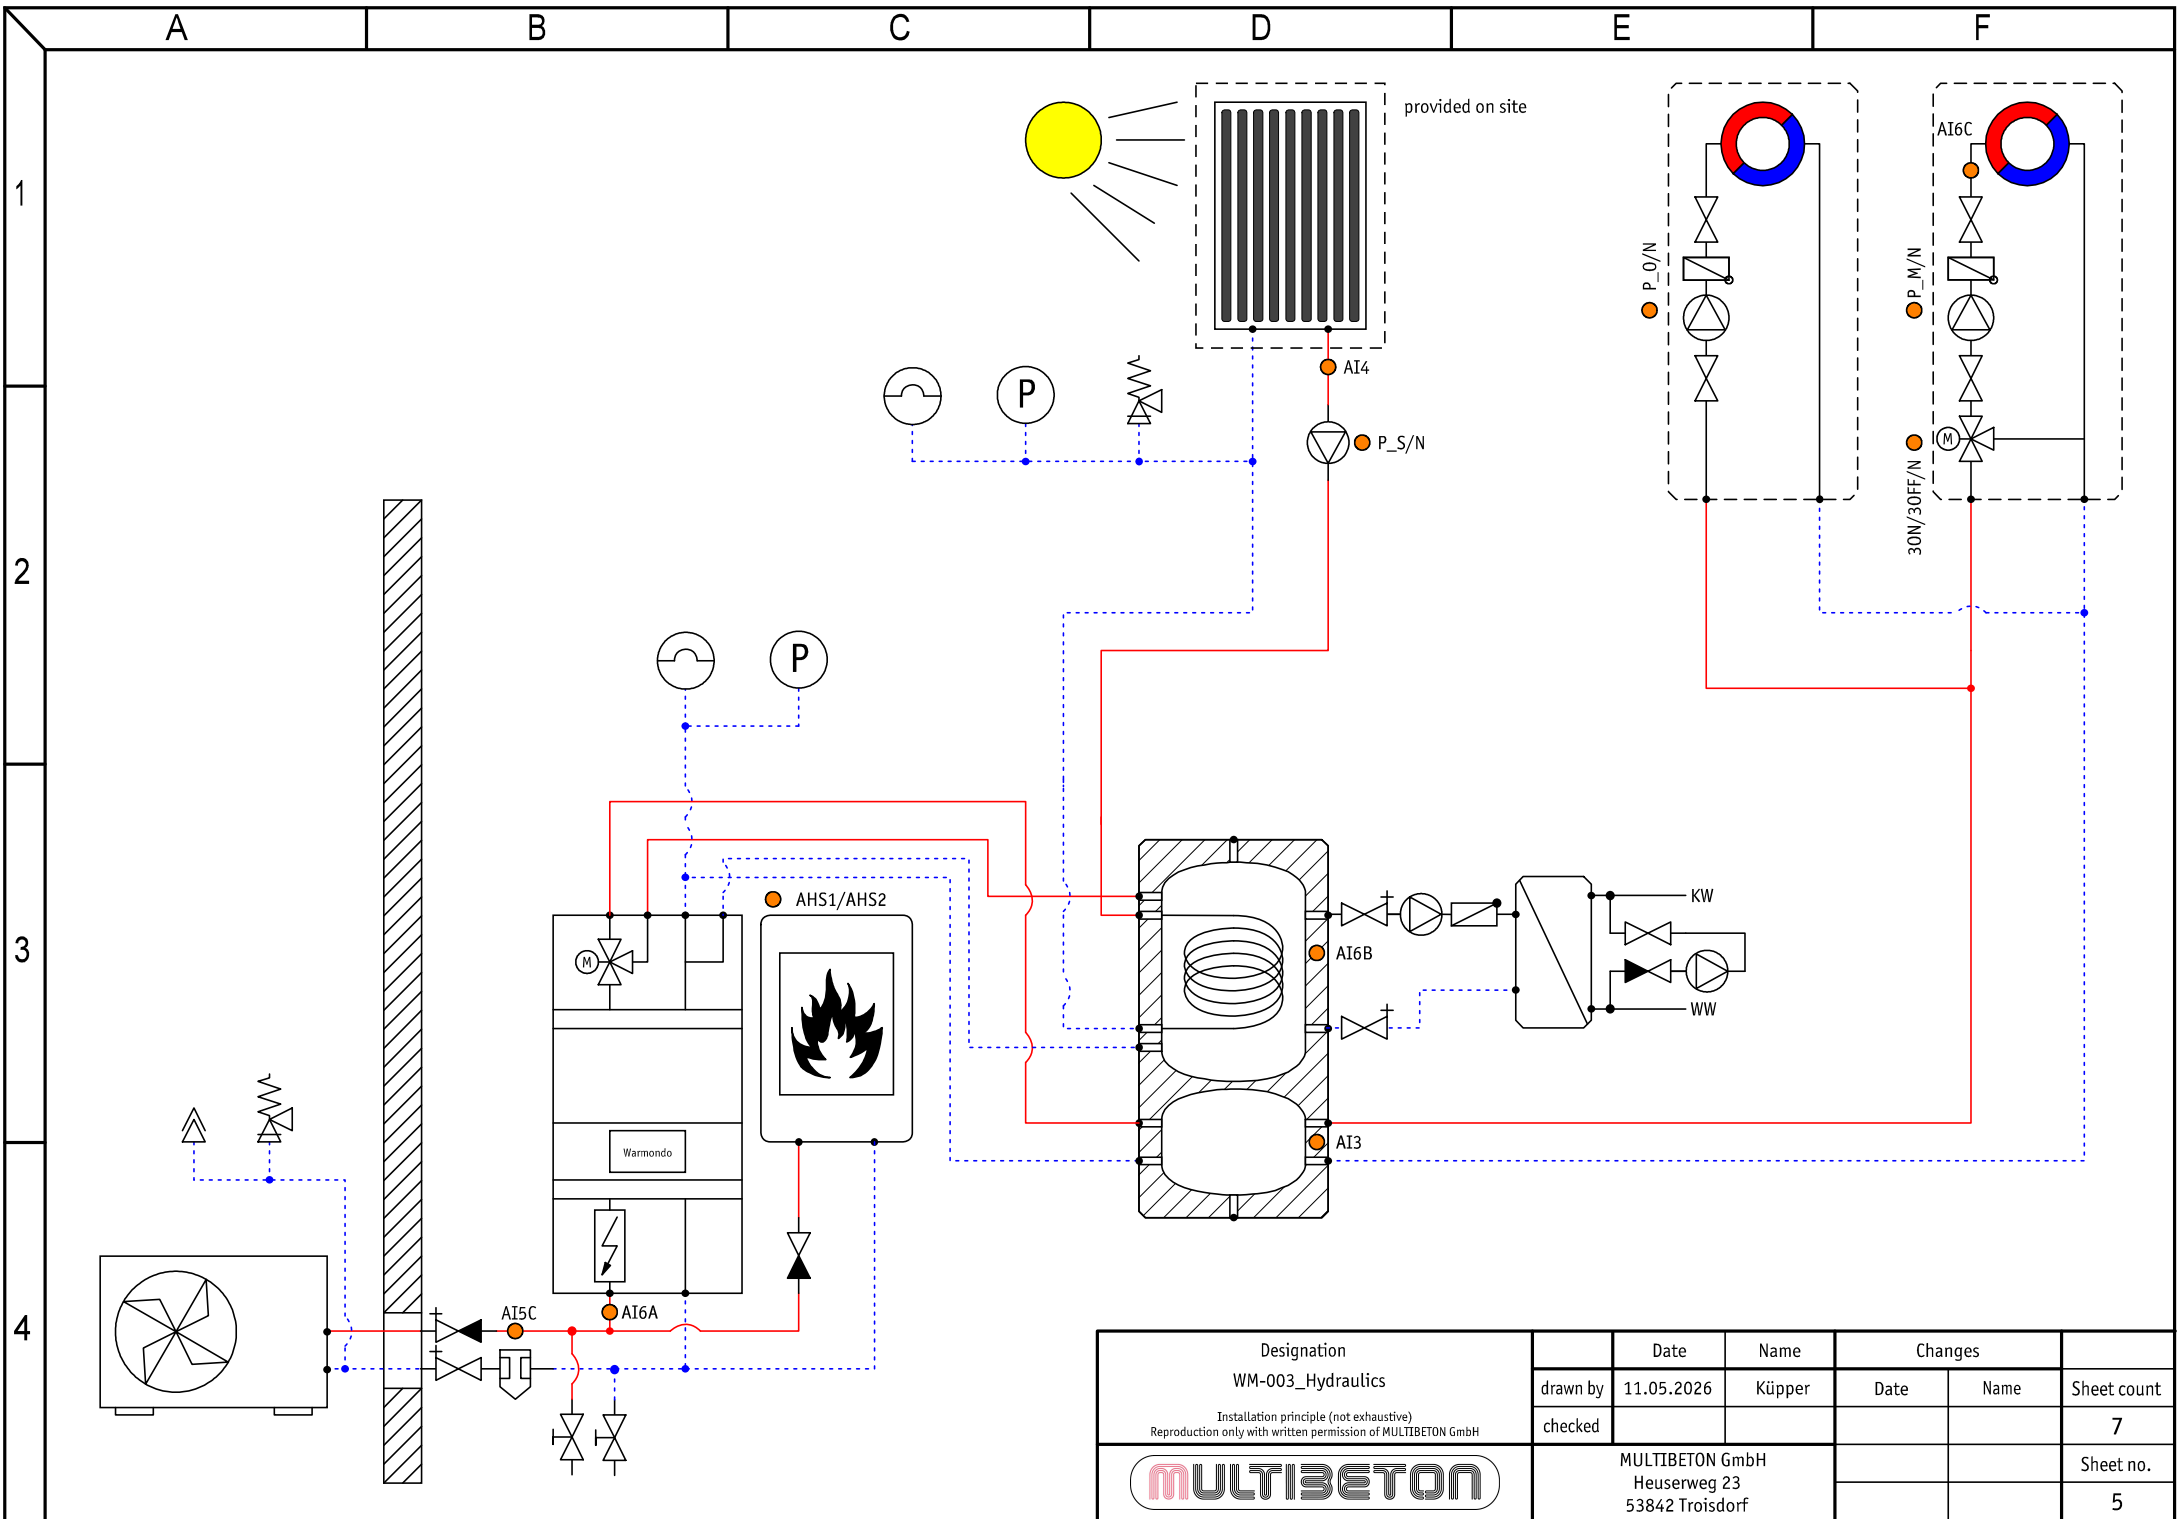 A B C D E F
1
2
3
4
provided on site
AI6C
P_O/N
P_M/N
AI4
P
P_S/N
3ON/3OFF/N
P
AHS1/AHS2
KW
M
M
AI6B
WW
AI3
Warmondo
AI5C
AI6A
Designation
WM-003_Hydraulics
Installation principle (not exhaustive)
Reproduction only with written permission of MULTIBETON GmbH
MULTIBETON
Date Name Changes
drawn by 11.05.2026 Küpper Date Name Sheet count
checked 7
MULTIBETON GmbH
Heuserweg 23
53842 Troisdorf
Sheet no.
5